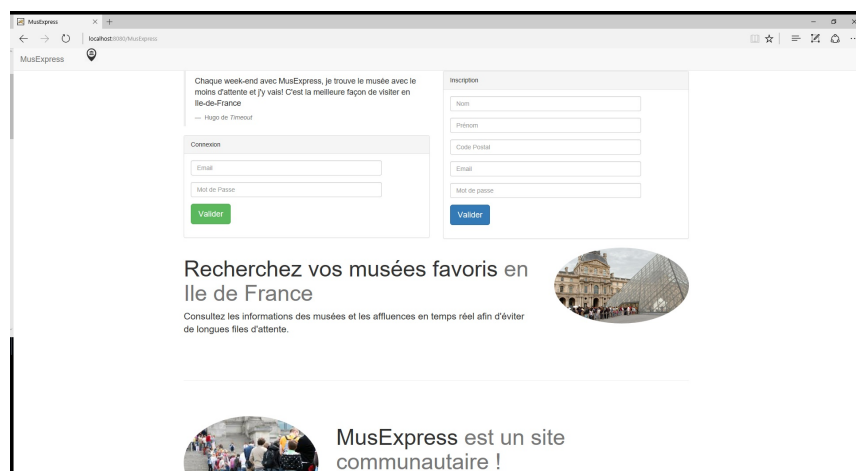 MusExpress
localhost:8080/MusExpress
MusExpress
Chaque week-end avec MusExpress, je trouve le musée avec le
moins d'attente et j'y vais! C'est la meilleure façon de visiter en
Ile-de-France
— Hugo de Timeout
Connexion
Email
Mot de Passe
Valider
Inscription
Nom
Prénom
Code Postal
Email
Mot de passe
Valider
Recherchez vos musées favoris en
Ile de France
Consultez les informations des musées et les affluences en temps réel afin d'éviter
de longues files d'attente.
MusExpress est un site
communautaire !